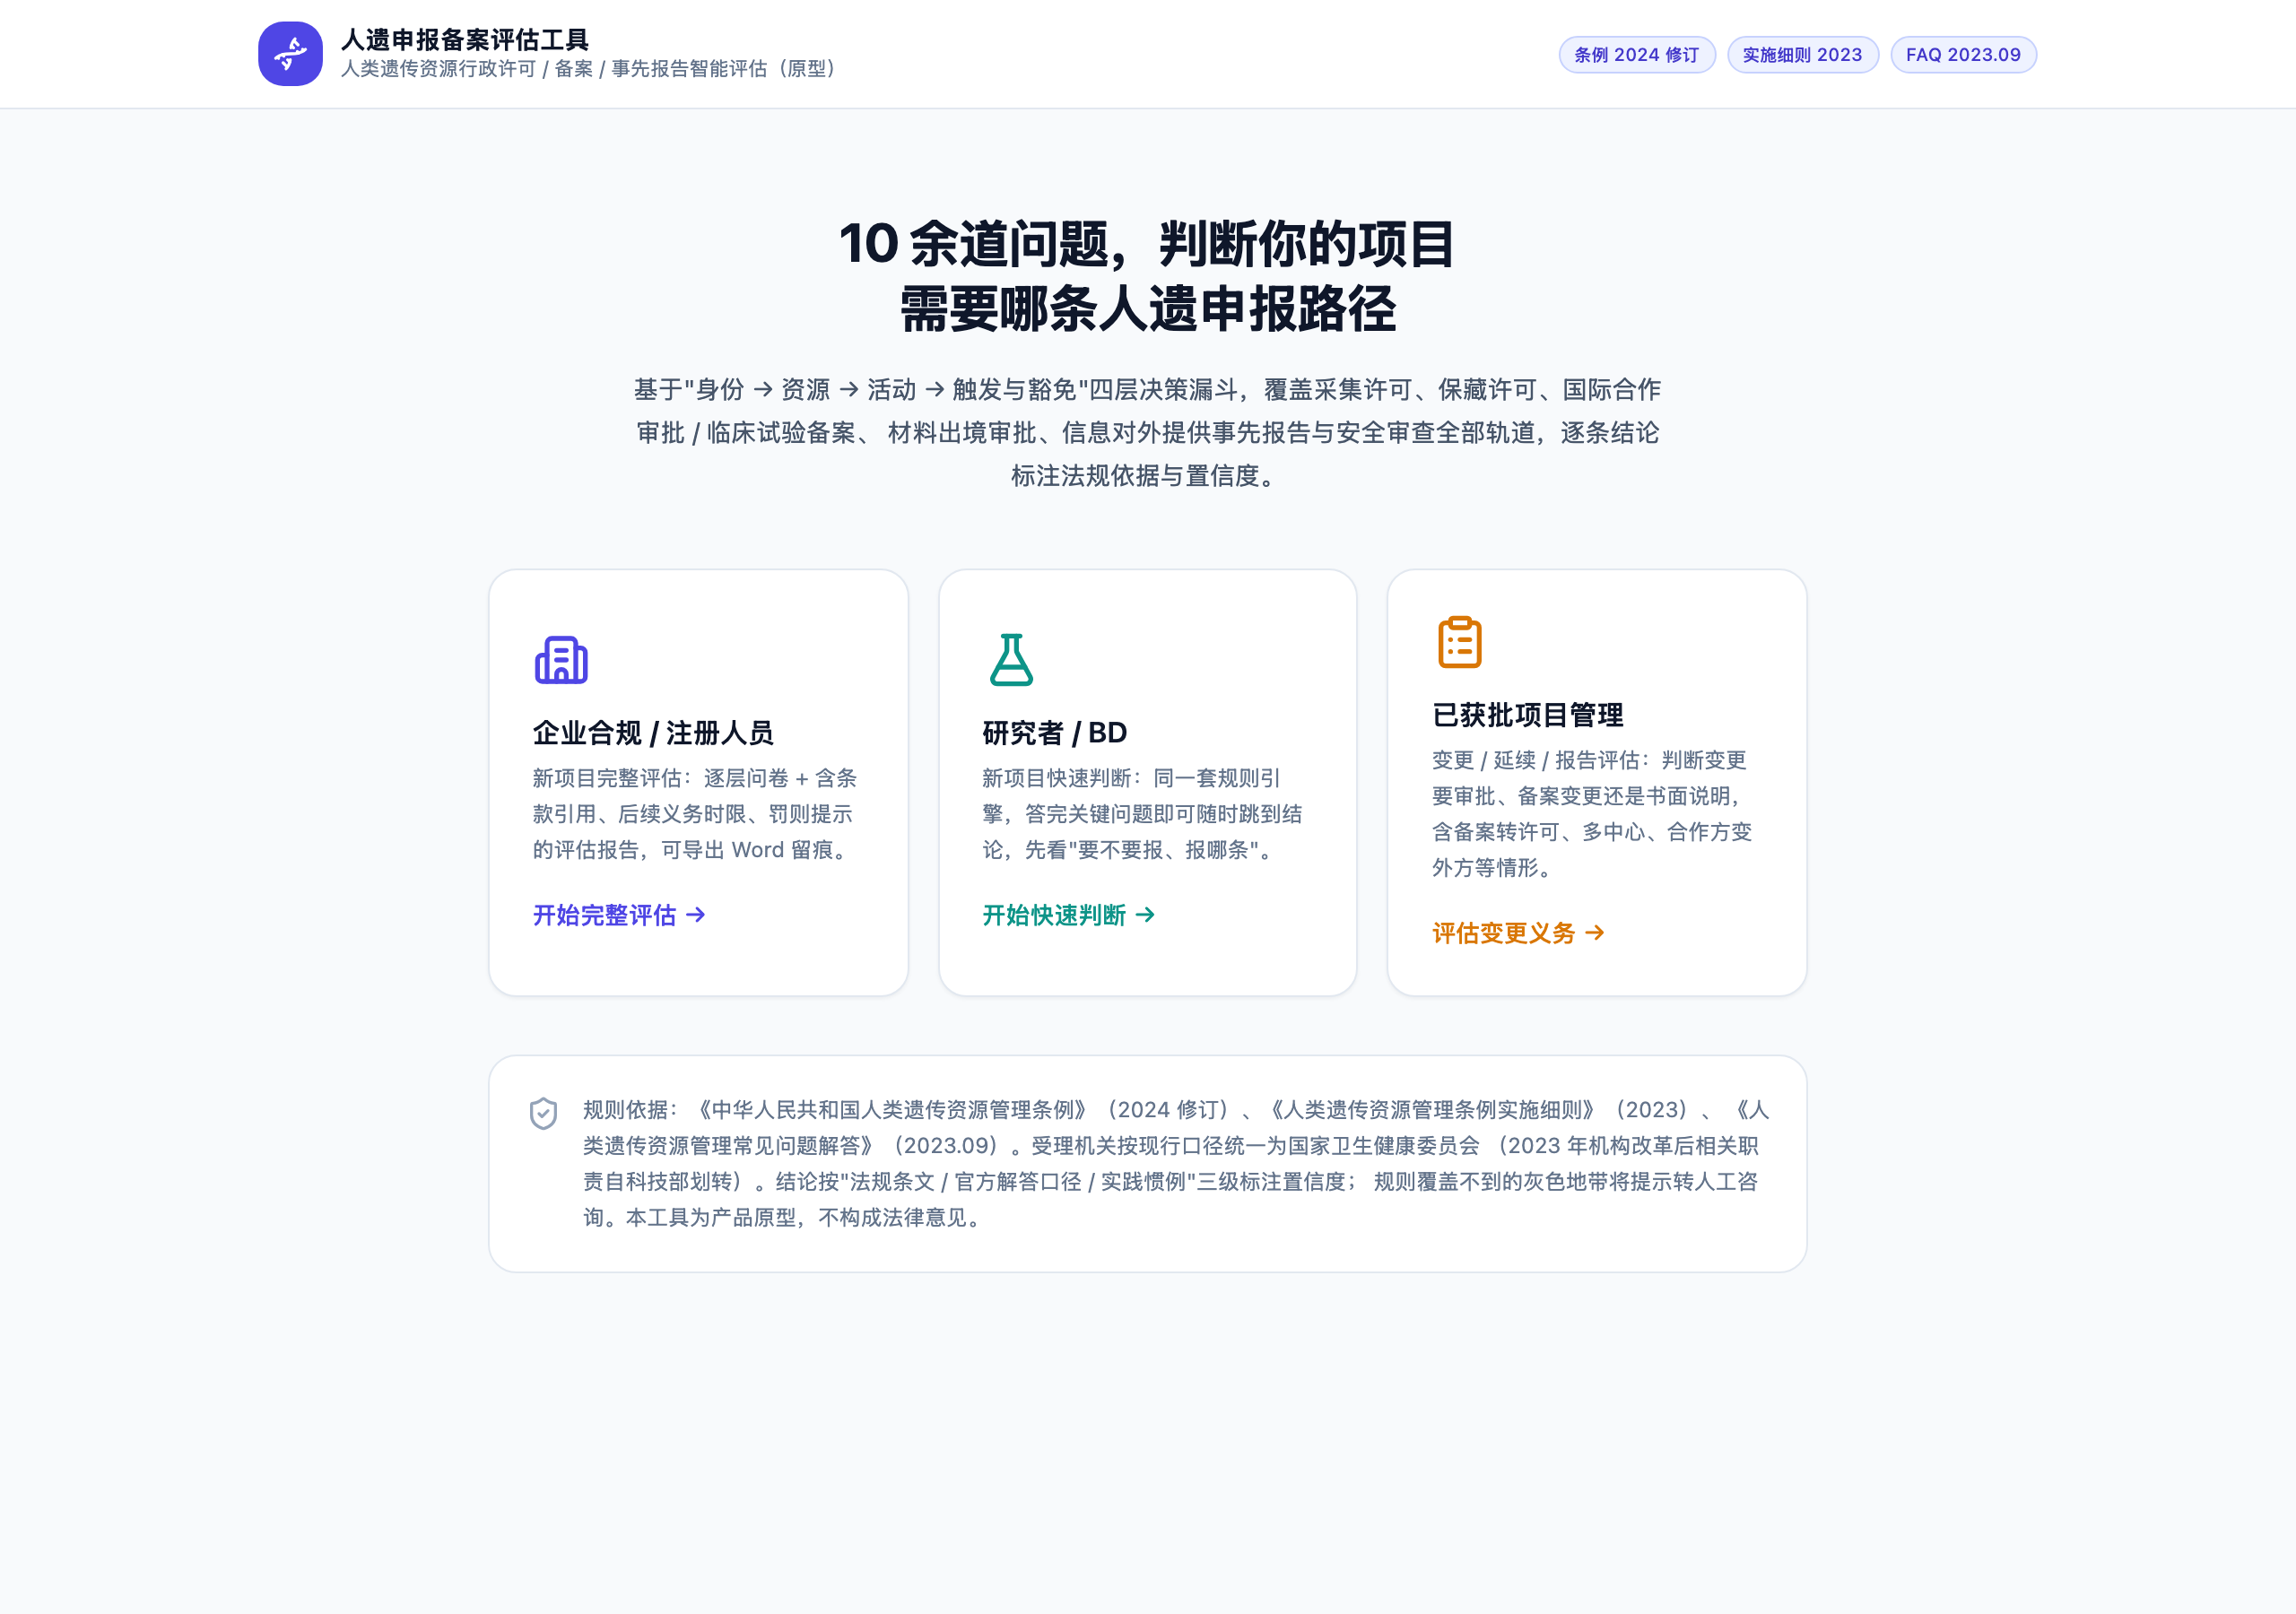 人遗申报备案评估工具
人类遗传资源行政许可 / 备案 / 事先报告智能评估（原型）
条例 2024 修订
实施细则 2023
FAQ 2023.09
10 余道问题，判断你的项目
需要哪条人遗申报路径
基于"身份 → 资源 → 活动 → 触发与豁免"四层决策漏斗，覆盖采集许可、保藏许可、国际合作
审批 / 临床试验备案、 材料出境审批、信息对外提供事先报告与安全审查全部轨道，逐条结论
标注法规依据与置信度。
企业合规 / 注册人员
新项目完整评估：逐层问卷 + 含条
款引用、后续义务时限、罚则提示
的评估报告，可导出 Word 留痕。
开始完整评估 →
研究者 / BD
新项目快速判断：同一套规则引
擎，答完关键问题即可随时跳到结
论，先看"要不要报、报哪条"。
开始快速判断 →
已获批项目管理
变更 / 延续 / 报告评估：判断变更
要审批、备案变更还是书面说明，
含备案转许可、多中心、合作方变
外方等情形。
评估变更义务 →
规则依据：《中华人民共和国人类遗传资源管理条例》（2024 修订）、《人类遗传资源管理条例实施细则》（2023）、 《人
类遗传资源管理常见问题解答》（2023.09）。受理机关按现行口径统一为国家卫生健康委员会 （2023 年机构改革后相关职
责自科技部划转）。结论按"法规条文 / 官方解答口径 / 实践惯例"三级标注置信度； 规则覆盖不到的灰色地带将提示转人工咨
询。本工具为产品原型，不构成法律意见。